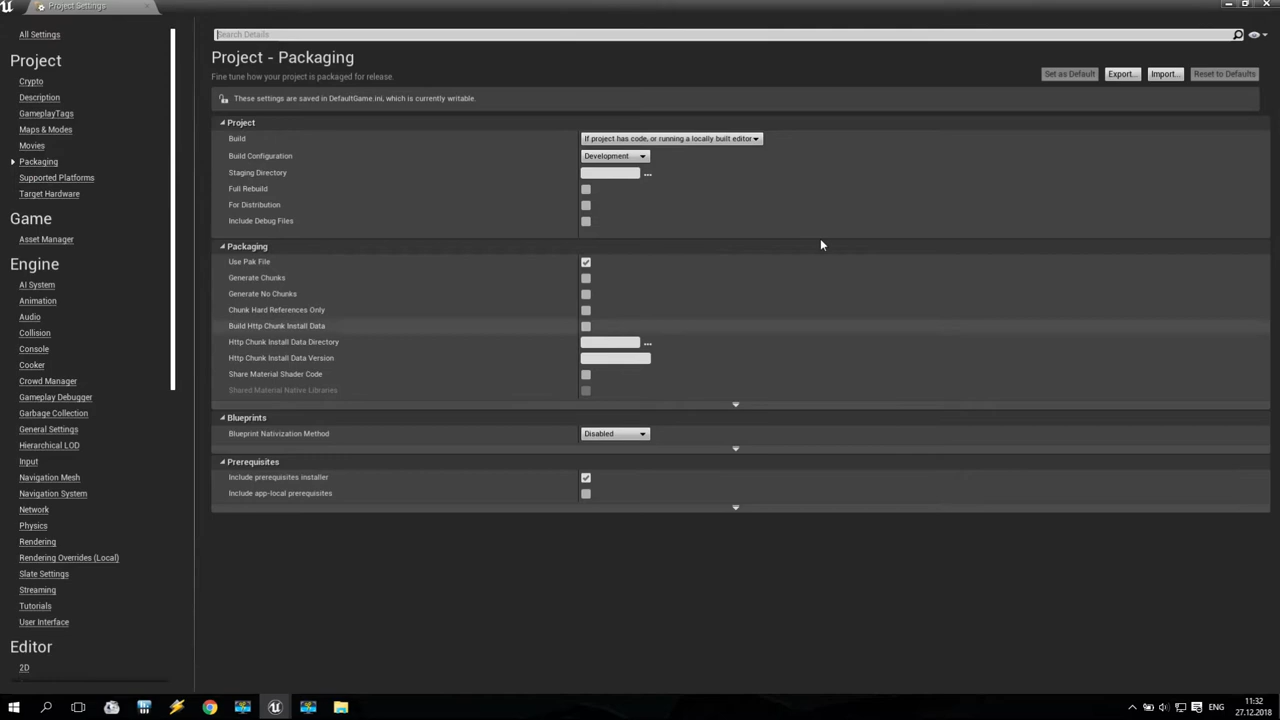 Project Settings
All Settings
Project
Crypto
Description
GameplayTags
Maps & Modes
Movies
Packaging
Supported Platforms
Target Hardware
Game
Asset Manager
Engine
AI System
Animation
Audio
Collision
Console
Cooker
Crowd Manager
Gameplay Debugger
Garbage Collection
General Settings
Hierarchical LOD
Input
Navigation Mesh
Navigation System
Network
Physics
Rendering
Rendering Overrides (Local)
Slate Settings
Streaming
Tutorials
User Interface
Editor
2D
Search Details
Project - Packaging
Fine tune how your project is packaged for release.
Set as Default Export... Import... Reset to Defaults
These settings are saved in DefaultGame.ini, which is currently writable.
Project
Build If project has code, or running a locally built editor
Build Configuration Development
Staging Directory ...
Full Rebuild
For Distribution
Include Debug Files
Packaging
Use Pak File
Generate Chunks
Generate No Chunks
Chunk Hard References Only
Build Http Chunk Install Data
Http Chunk Install Data Directory ...
Http Chunk Install Data Version
Share Material Shader Code
Shared Material Native Libraries
Blueprints
Blueprint Nativization Method Disabled
Prerequisites
Include prerequisites installer
Include app-local prerequisites
ENG
11:32
27.12.2018